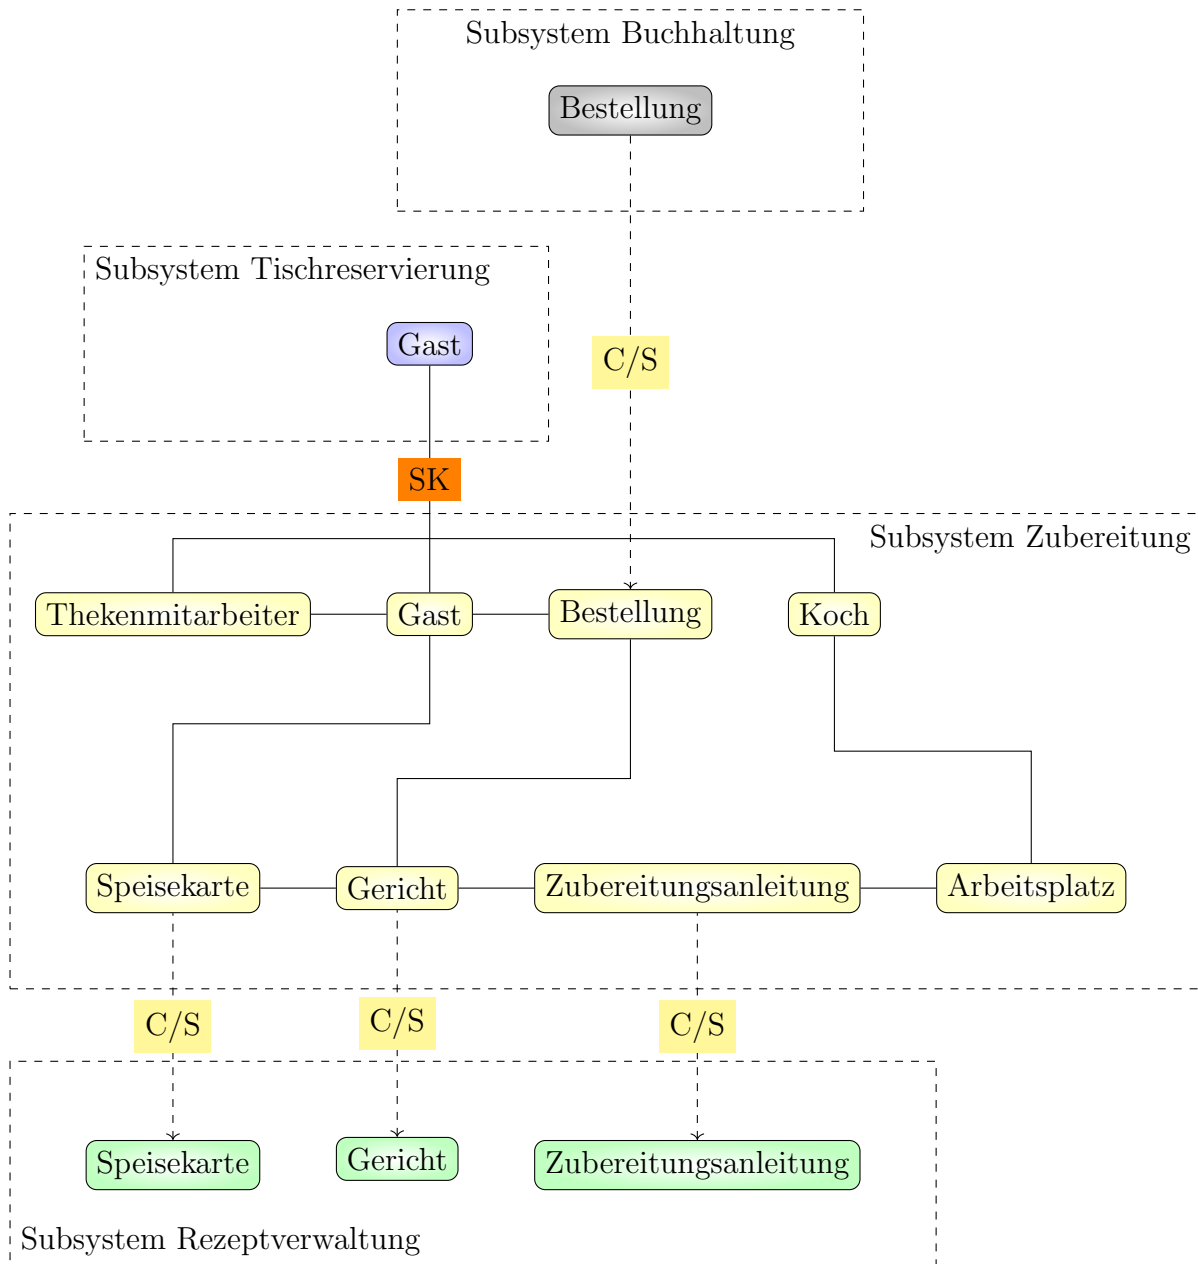 Subsystem Buchhaltung
Bestellung
Subsystem Tischreservierung
Gast
C/S
SK
Subsystem Zubereitung
Thekenmitarbeiter
Gast
Bestellung
Koch
Speisekarte
Gericht
Zubereitungsanleitung
Arbeitsplatz
C/S
C/S
C/S
Speisekarte
Gericht
Zubereitungsanleitung
Subsystem Rezeptverwaltung